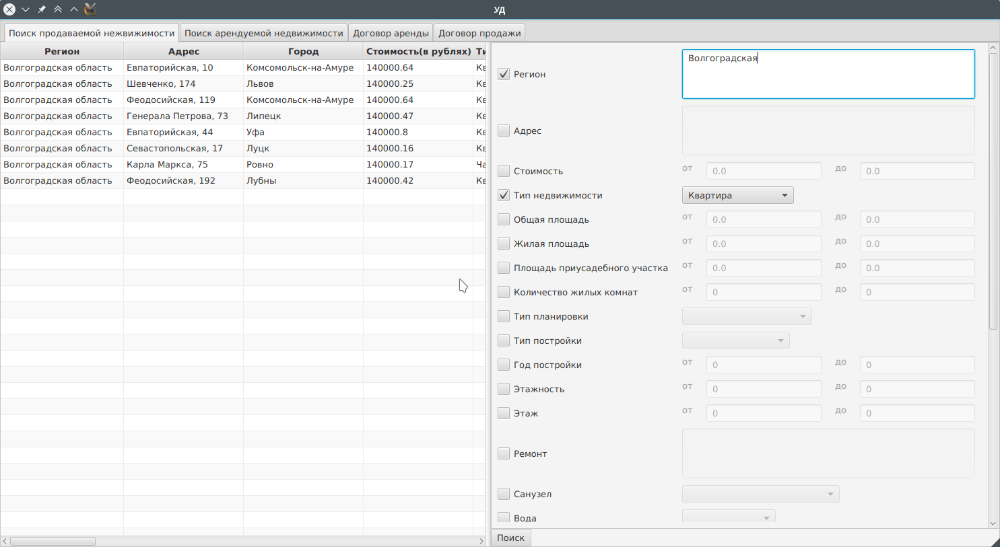 УД
Поиск продаваемой нежвижимости Поиск арендуемой недвижимости Договор аренды Договор продажи
Регион Адрес Город Стоимость(в рублях) Ти
Волгоградская область Евпаторийская, 10 Комсомольск-на-Амуре 140000.64 Кв
Волгоградская область Шевченко, 174 Львов 140000.25 Кв
Волгоградская область Феодосийская, 119 Комсомольск-на-Амуре 140000.64 Кв
Волгоградская область Генерала Петрова, 73 Липецк 140000.47 Кв
Волгоградская область Евпаторийская, 44 Уфа 140000.8 Кв
Волгоградская область Севастопольская, 17 Луцк 140000.16 Кв
Волгоградская область Карла Маркса, 75 Ровно 140000.17 Ча
Волгоградская область Феодосийская, 192 Лубны 140000.42 Кв
Регион Волгоградская
Адрес
Стоимость от 0.0 до 0.0
Тип недвижимости Квартира
Общая площадь от 0.0 до 0.0
Жилая площадь от 0.0 до 0.0
Площадь приусадебного участка от 0.0 до 0.0
Количество жилых комнат от 0 до 0
Тип планировки
Тип постройки
Год постройки от 0 до 0
Этажность от 0 до 0
Этаж от 0 до 0
Ремонт
Санузел
Вода
Поиск